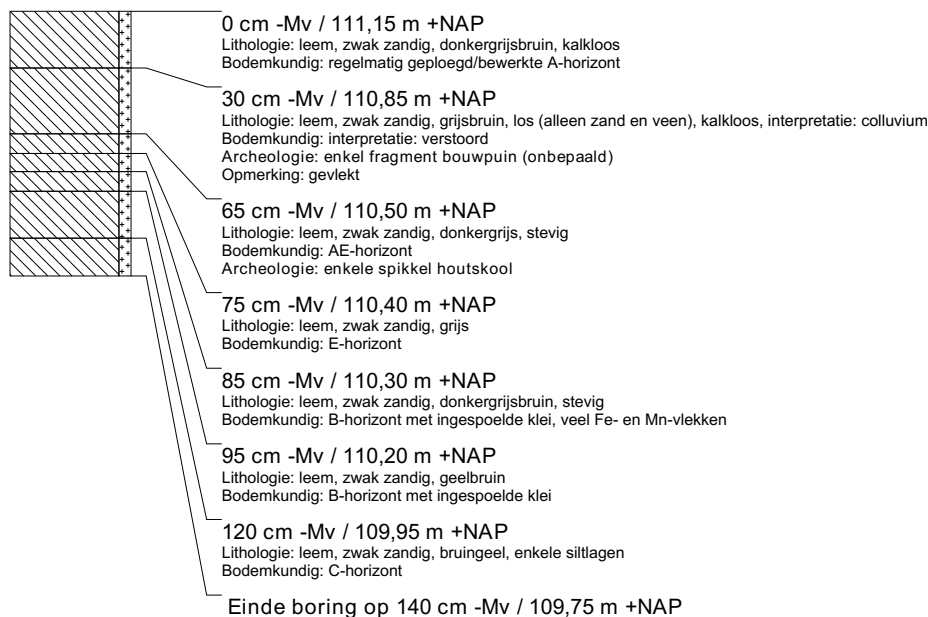 0 cm -Mv / 111,15 m +NAP
Lithologie: leem, zwak zandig, donkergrijsbruin, kalkloos
Bodemkundig: regelmatig geploegd/bewerkte A-horizont
30 cm -Mv / 110,85 m +NAP
Lithologie: leem, zwak zandig, grijsbruin, los (alleen zand en veen), kalkloos, interpretatie: colluvium
Bodemkundig: interpretatie: verstoord
Archeologie: enkel fragment bouwpuin (onbepaald)
Opmerking: gevlekt
65 cm -Mv / 110,50 m +NAP
Lithologie: leem, zwak zandig, donkergrijs, stevig
Bodemkundig: AE-horizont
Archeologie: enkele spikkel houtskool
75 cm -Mv / 110,40 m +NAP
Lithologie: leem, zwak zandig, grijs
Bodemkundig: E-horizont
85 cm -Mv / 110,30 m +NAP
Lithologie: leem, zwak zandig, donkergrijsbruin, stevig
Bodemkundig: B-horizont met ingespoelde klei, veel Fe- en Mn-vlekken
95 cm -Mv / 110,20 m +NAP
Lithologie: leem, zwak zandig, geelbruin
Bodemkundig: B-horizont met ingespoelde klei
120 cm -Mv / 109,95 m +NAP
Lithologie: leem, zwak zandig, bruingeel, enkele siltlagen
Bodemkundig: C-horizont
Einde boring op 140 cm -Mv / 109,75 m +NAP